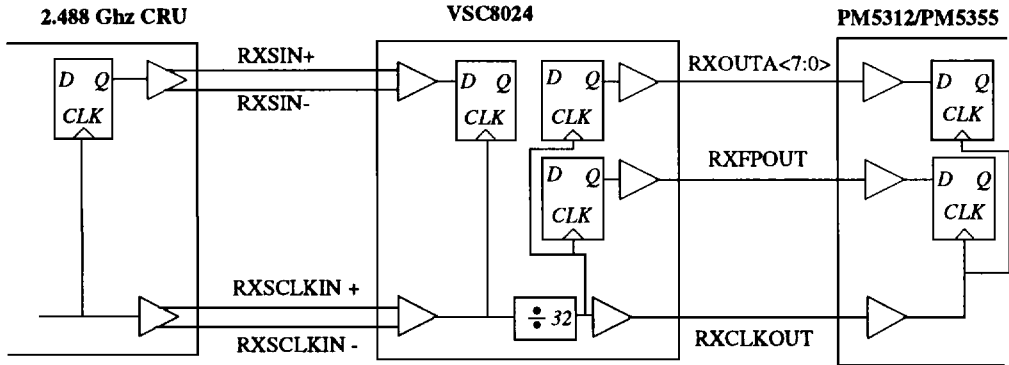 2.488 Ghz CRU
VSC8024
PM5312/PM5355
RXSIN+
RXSIN-
RXOUTA<7:0>
D Q
CLK
D Q
CLK
D Q
CLK
D Q
CLK
RXFPOUT
D Q
CLK
D Q
CLK
RXSCLKIN +
RXSCLKIN -
÷ 32
RXCLKOUT